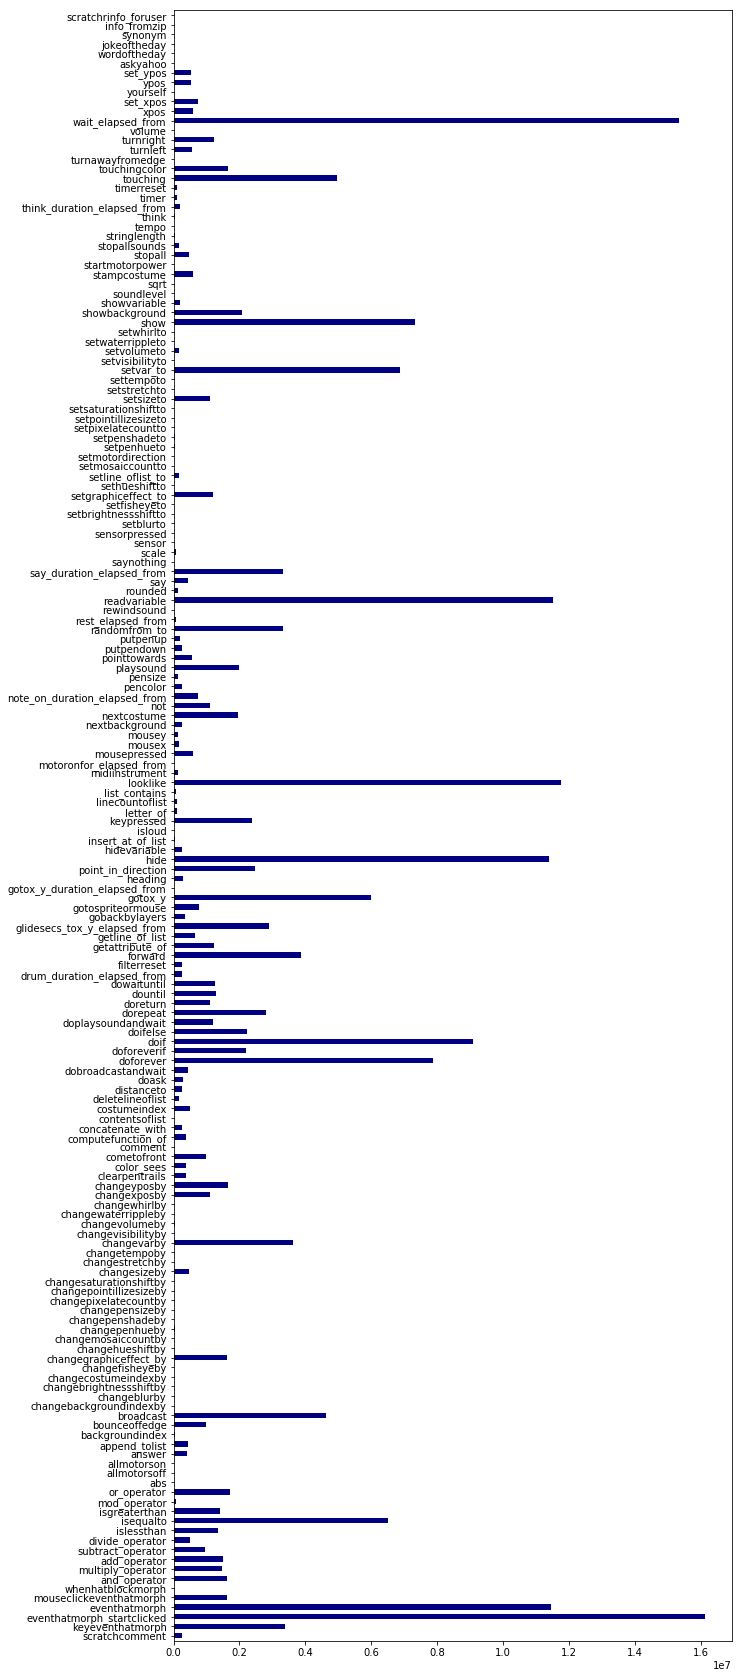 scratchrinfo_foruser
info_fromzip
synonym
jokeoftheday
wordoftheday
askyahoo
set_ypos
ypos
yourself
set_xpos
xpos
wait_elapsed_from
volume
turnright
turnleft
turnawayfromedge
touchingcolor
touching
timerreset
timer
think_duration_elapsed_from
think
tempo
stringlength
stopallsounds
stopall
startmotorpower
stampcostume
sqrt
soundlevel
showvariable
showbackground
show
setwhirlto
setwaterrippleto
setvolumeto
setvisibilityto
setvar_to
settempoto
setstretchto
setsizeto
setsaturationshiftto
setpointillizesizeto
setpixelatecountto
setpenshadeto
setpenhueto
setmotordirection
setmosaiccountto
setline_oflist_to
sethueshiftto
setgraphiceffect_to
setfisheyeto
setbrightnessshiftto
setblurto
sensorpressed
sensor
scale
saynothing
say_duration_elapsed_from
say
rounded
readvariable
rewindsound
rest_elapsed_from
randomfrom_to
putpenup
putpendown
pointtowards
playsound
pensize
pencolor
note_on_duration_elapsed_from
not
nextcostume
nextbackground
mousey
mousex
mousepressed
motoronfor_elapsed_from
midiinstrument
looklike
list_contains
linecountoflist
letter_of
keypressed
isloud
insert_at_of_list
hidevariable
hide
point_in_direction
heading
gotox_y_duration_elapsed_from
gotox_y
gotospriteormouse
gobackbylayers
glidesecs_tox_y_elapsed_from
getline_of_list
getattribute_of
forward
filterreset
drum_duration_elapsed_from
dowaituntil
dountil
doreturn
dorepeat
doplaysoundandwait
doifelse
doif
doforeverif
doforever
dobroadcastandwait
doask
distanceto
deletelineoflist
costumeindex
contentsoflist
concatenate_with
computefunction_of
comment
cometofront
color_sees
clearpentrails
changeyposby
changexposby
changewhirlby
changewaterrippleby
changevolumeby
changevisibilityby
changevarby
changetempoby
changestretchby
changesizeby
changesaturationshiftby
changepointillizesizeby
changepixelatecountby
changepensizeby
changepenshadeby
changepenhueby
changemosaiccountby
changehueshiftby
changegraphiceffect_by
changefisheyeby
changecostumeindexby
changebrightnessshiftby
changeblurby
changebackgroundindexby
broadcast
bounceoffedge
backgroundindex
append_tolist
answer
allmotorson
allmotorsoff
abs
or_operator
mod_operator
isgreaterthan
isequalto
islessthan
divide_operator
subtract_operator
add_operator
multiply_operator
and_operator
whenhatblockmorph
mouseclickeventhatmorph
eventhatmorph
eventhatmorph_startclicked
keyeventhatmorph
scratchcomment
0.0 0.2 0.4 0.6 0.8 1.0 1.2 1.4 1.6
1e7